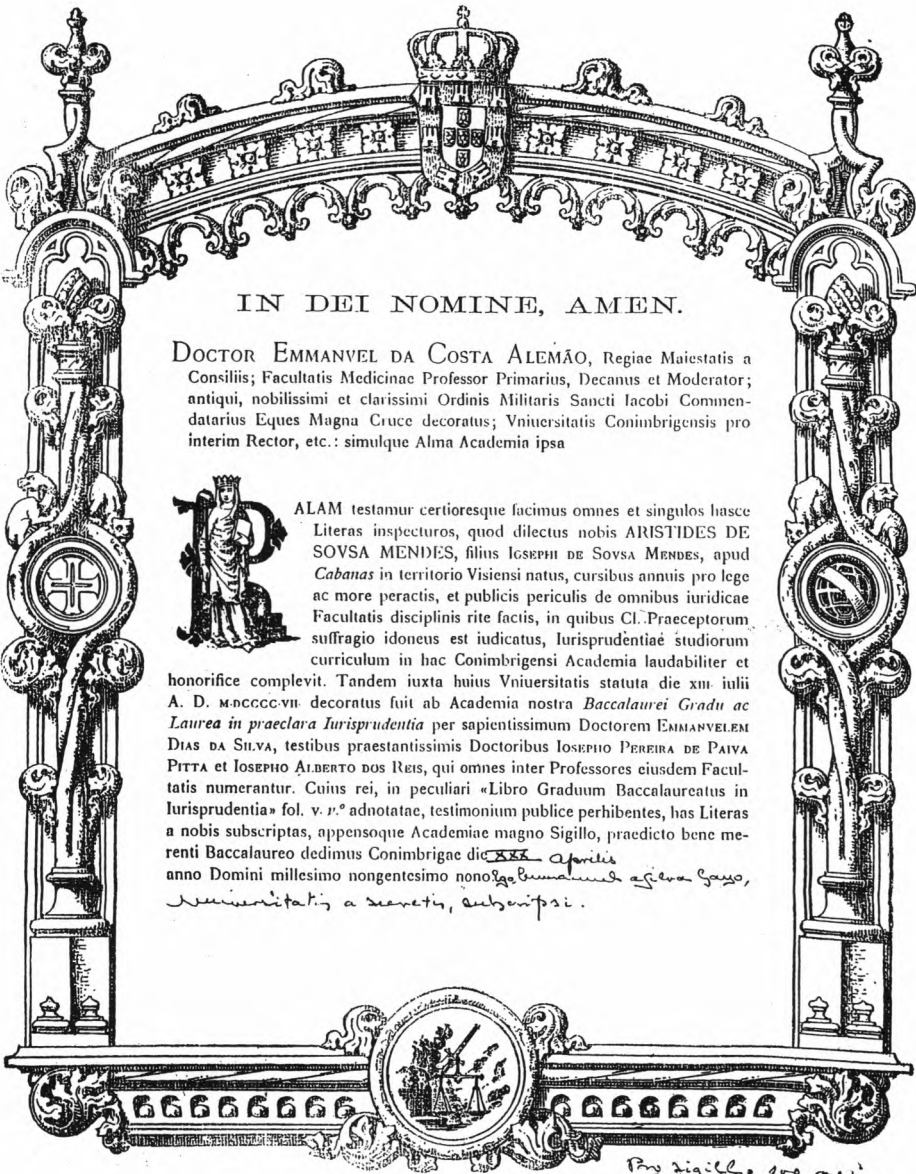 IN DEI NOMINE, AMEN.
DOCTOR EMMANVEL DA COSTA ALEMÃO, Regiae Maiestatis a
Consiliis; Facultatis Medicinae Professor Primarius, Decanus et Moderator;
antiqui, nobilissimi et clarissimi Ordinis Militaris Sancti Iacobi Commen-
datarius Eques Magna Cruce decoratus; Vniuersitatis Conimbrigensis pro
interim Rector, etc.: simulque Alma Academia ipsa
PALAM testamur certioresque facimus omnes et singulos hasce
Literas inspecturos, quod dilectus nobis ARISTIDES DE
SOVSA MENDES, filius IOSEPHI DE SOVSA MENDES, apud
Cabanas in territorio Visiensi natus, cursibus annuis pro lege
ac more peractis, et publicis periculis de omnibus iuridicae
Facultatis disciplinis rite factis, in quibus Cl. Praeceptorum
suffragio idoneus est iudicatus, Iurisprudentiae studiorum
curriculum in hac Conimbrigensi Academia laudabiliter et
honorifice complevit. Tandem iuxta huius Vniuersitatis statuta die XIII iulii
A. D. M·DCCCC·VII· decoratus fuit ab Academia nostra Baccalaurei Gradu ac
Laurea in praeclara Iurisprudentia per sapientissimum Doctorem EMMANVELEM
DIAS DA SILVA, testibus praestantissimis Doctoribus IOSEPHO PEREIRA DE PAIVA
PITTA et IOSEPHO ALBERTO DOS REIS, qui omnes inter Professores eiusdem Facul-
tatis numerantur. Cuius rei, in peculiari «Libro Graduum Baccalaureatus in
Iurisprudentia» fol. v. v.º adnotatae, testimonium publice perhibentes, has Literas
a nobis subscriptas, appensoque Academiae magno Sigillo, praedicto bene me-
renti Baccalaureo dedimus Conimbrigae die XXX aprilis
anno Domini millesimo nongentesimo nono Ego, Emmanuel a Silva Gayo,
Universitatis a secretis, subscripsi.
Pro sigillo